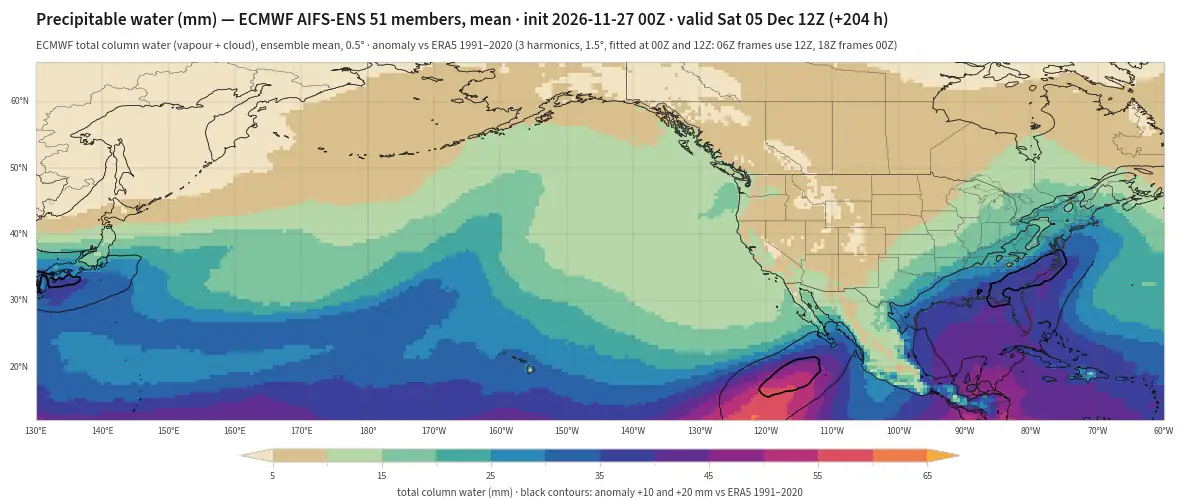 Precipitable water (mm) — ECMWF AIFS-ENS 51 members, mean · init 2026-11-27 00Z · valid Sat 05 Dec 12Z (+204 h)
ECMWF total column water (vapour + cloud), ensemble mean, 0.5° · anomaly vs ERA5 1991–2020 (3 harmonics, 1.5°, fitted at 00Z and 12Z: 06Z frames use 12Z, 18Z frames 00Z)
60°N
50°N
40°N
30°N
20°N
130°E 140°E 150°E 160°E 170°E 180° 170°W 160°W 150°W 140°W 130°W 120°W 110°W 100°W 90°W 80°W 70°W 60°W
5 15 25 35 45 55 65
total column water (mm) · black contours: anomaly +10 and +20 mm vs ERA5 1991–2020